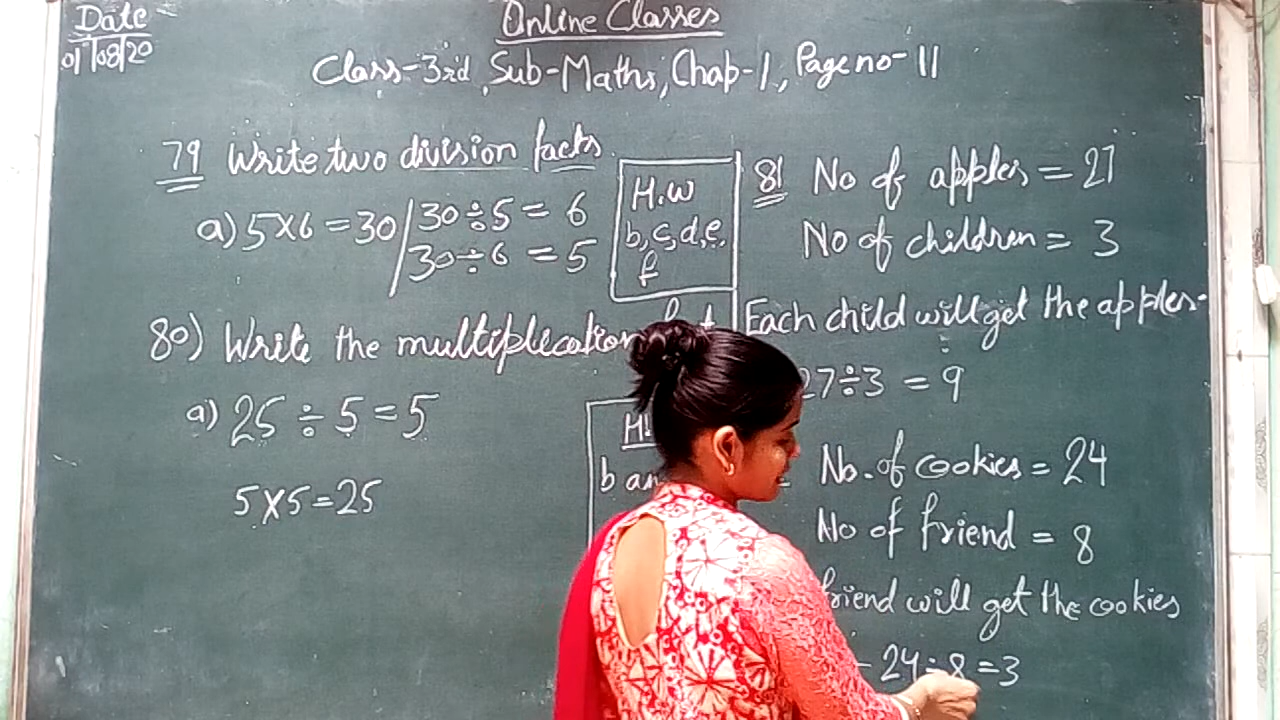 Date
01/08/20
Online Classes
Class-3rd, Sub-Maths, Chap-1, Page no-11
79 Write two division facts
a) 5×6=30/30÷5=6
30÷6=5
H.W
b,c,d,e,
f
80) Write the multiplication
a) 25÷5=5
5×5=25
H.
b an
81 No of apples = 27
No of children = 3
Each child will get the apples-
27÷3=9
No. of cookies = 24
No of friend = 8
friend will get the cookies
- 24÷8=3